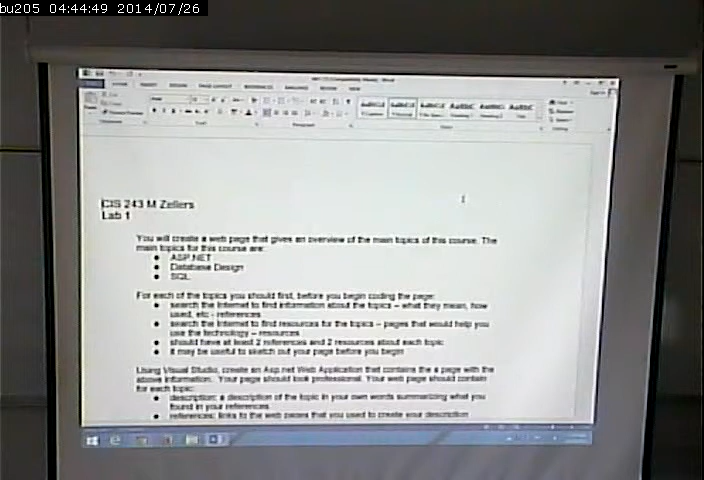 bu205 04:44:49 2014/07/26
CIS 243 M Zellers
Lab 1
You will create a web page that gives an overview of the main topics of this course. The
main topics for this course are:
● ASP.NET
● Database Design
● SQL
For each of the topics you should first, before you begin coding the page:
● search the Internet to find information about the topics – what they mean, how
used, etc - references
● search the Internet to find resources for the topics – pages that would help you
use the technology – resources
● should have at least 2 references and 2 resources about each topic
● it may be useful to sketch out your page before you begin
Using Visual Studio, create an Asp.net Web Application that contains the a page with the
above information. Your page should look professional. Your web page should contain
for each topic:
● description: a description of the topic in your own words summarizing what you
found in your references
● references: links to the web pages that you used to create your description